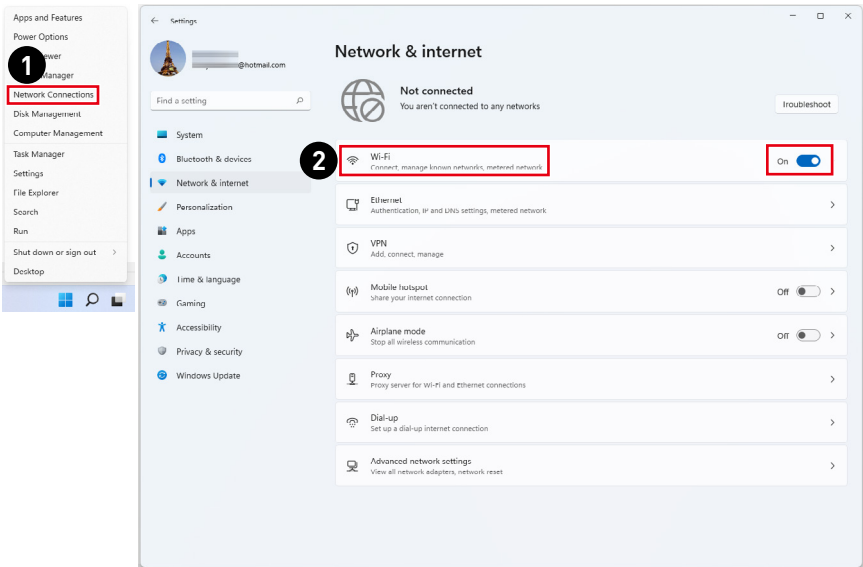 Apps and Features
Power Options
ewer
1
Manager
Network Connections
Disk Management
Computer Management
Task Manager
Settings
File Explorer
Search
Run
Shut down or sign out
Desktop
Settings
@hotmail.com
Find a setting
System
Bluetooth & devices
Network & internet
Personalization
Apps
Accounts
Time & language
Gaming
Accessibility
Privacy & security
Windows Update
Network & internet
Not connected
You aren't connected to any networks
Troubleshoot
2
Wi-Fi
Connect, manage known networks, metered network
On
Ethernet
Authentication, IP and DNS settings, metered network
VPN
Add, connect, manage
Mobile hotspot
Share your internet connection
Off
Airplane mode
Stop all wireless communication
Off
Proxy
Proxy server for Wi-Fi and Ethernet connections
Dial-up
Set up a dial-up internet connection
Advanced network settings
View all network adapters, network reset